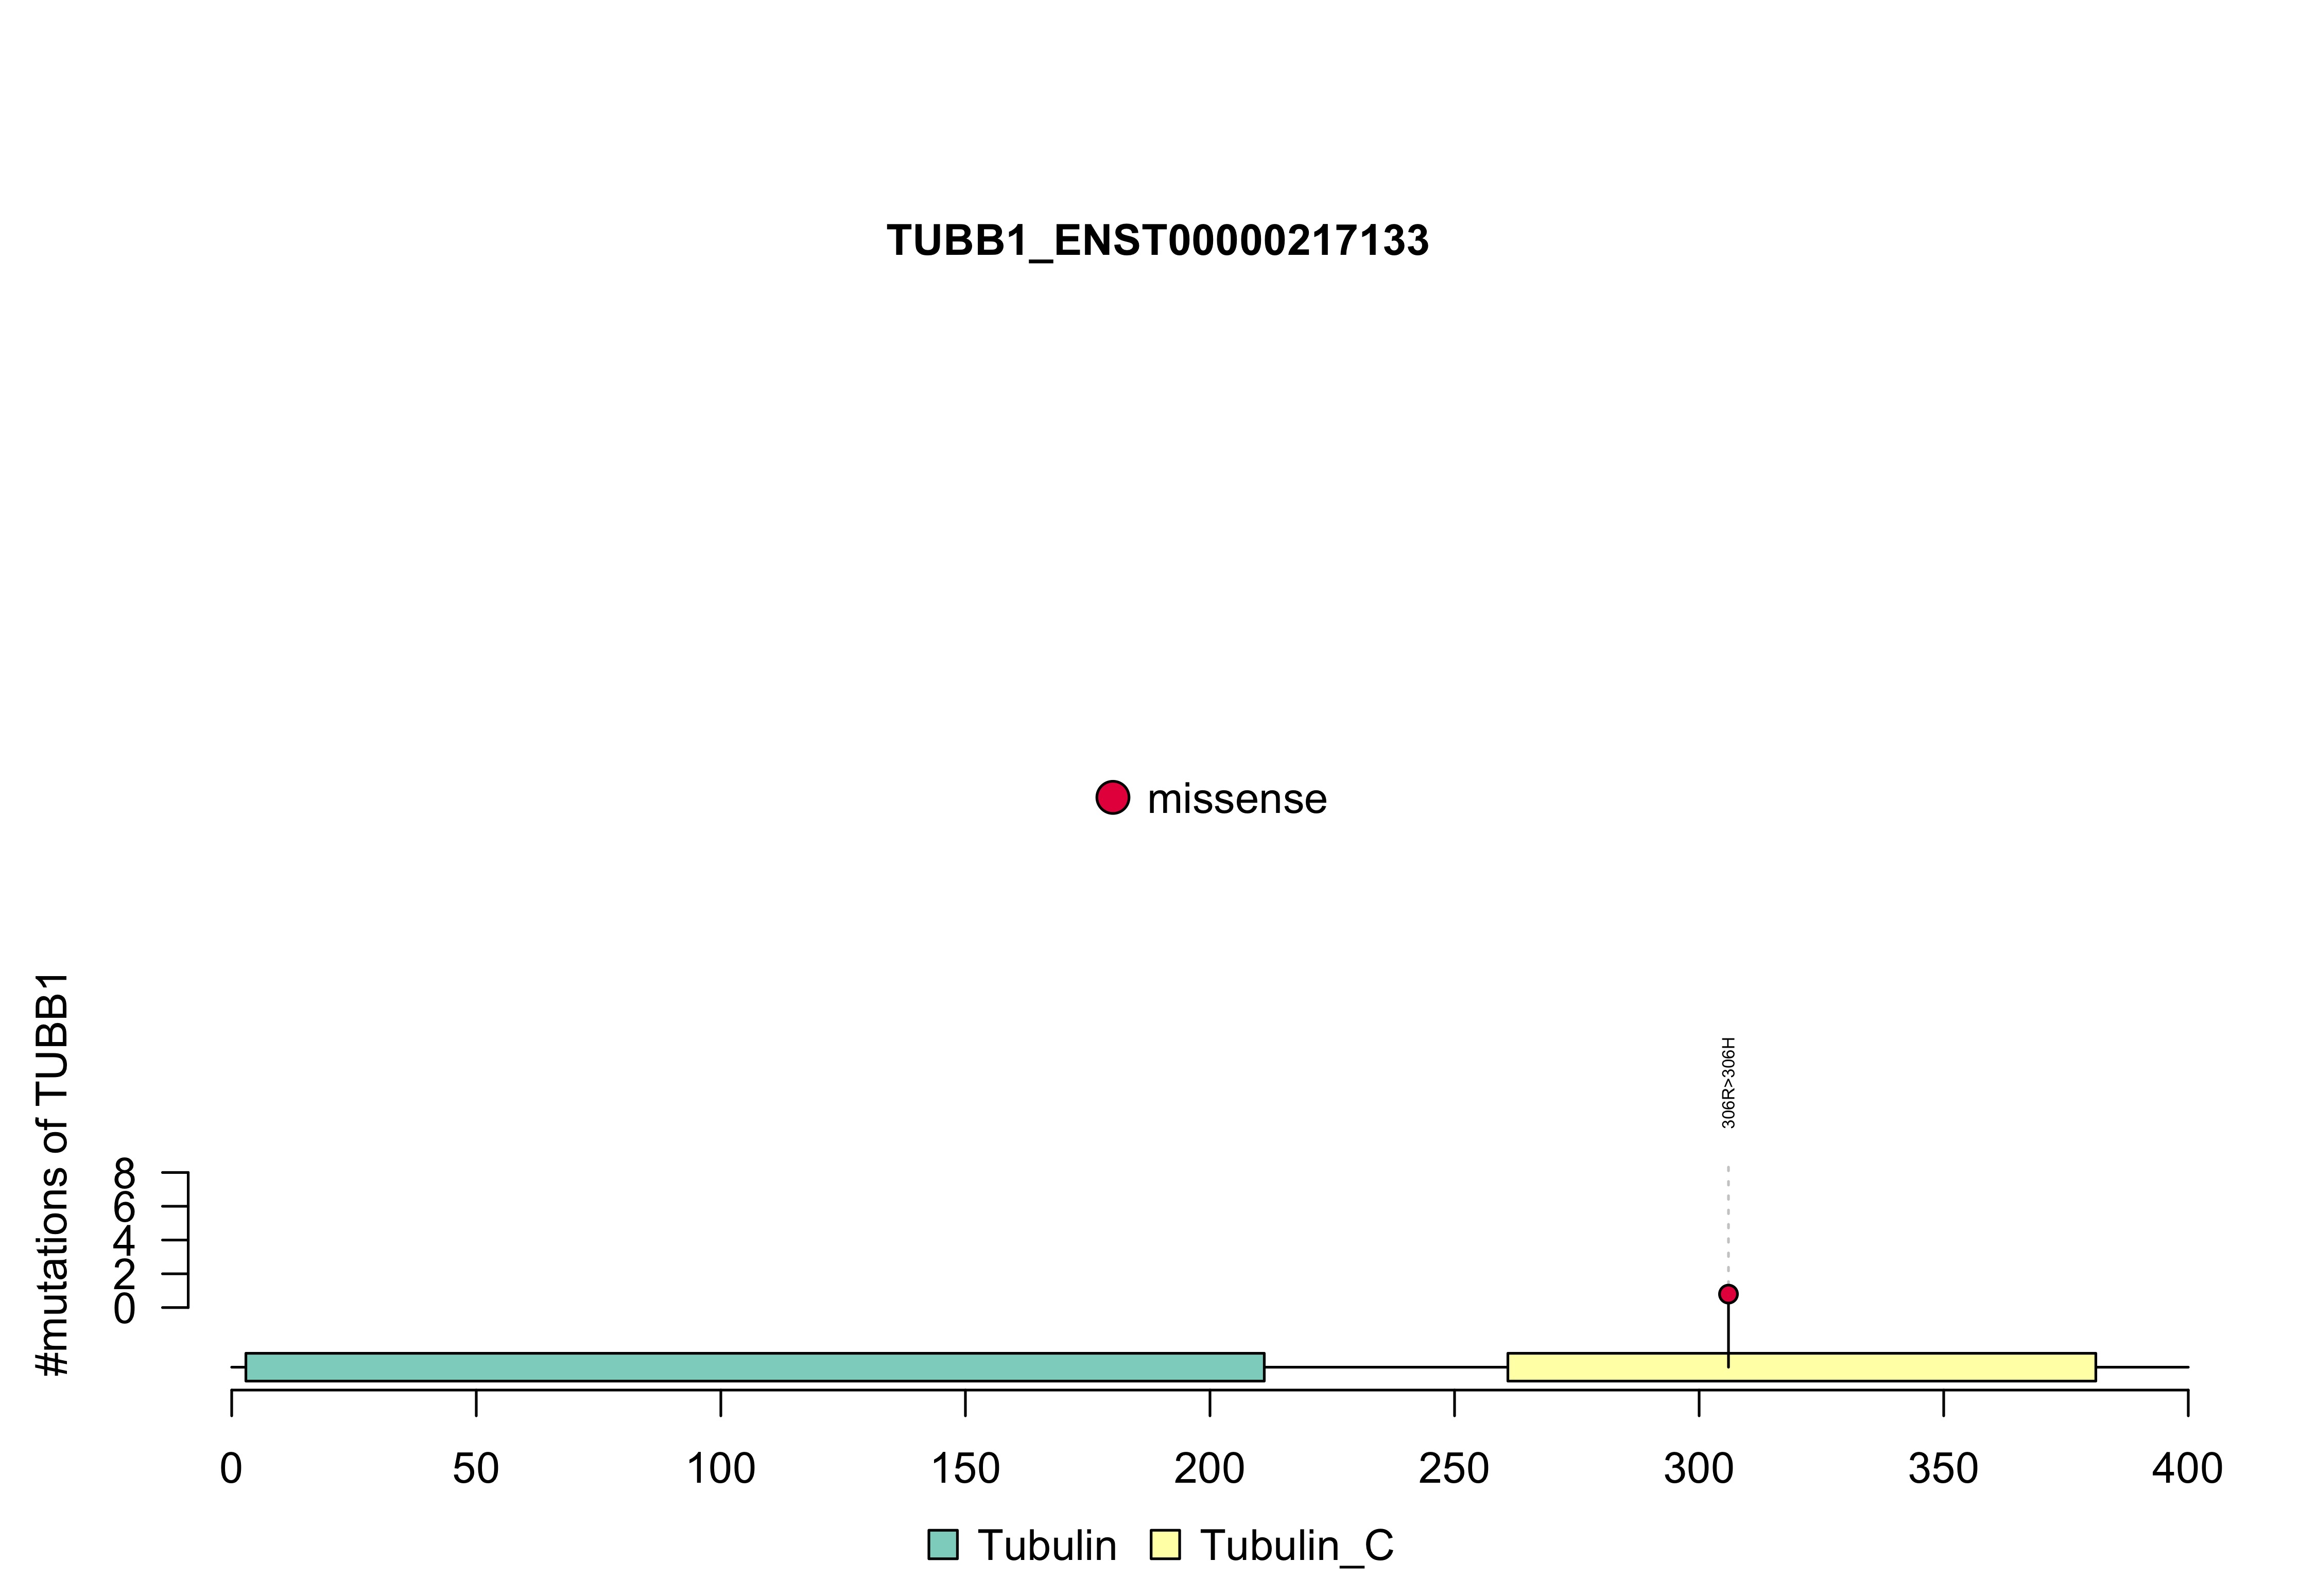 TUBB1_ENST00000217133
missense
#mutations of TUBB1
306R>306H
8
6
4
2
0
0 50 100 150 200 250 300 350 400
Tubulin Tubulin_C